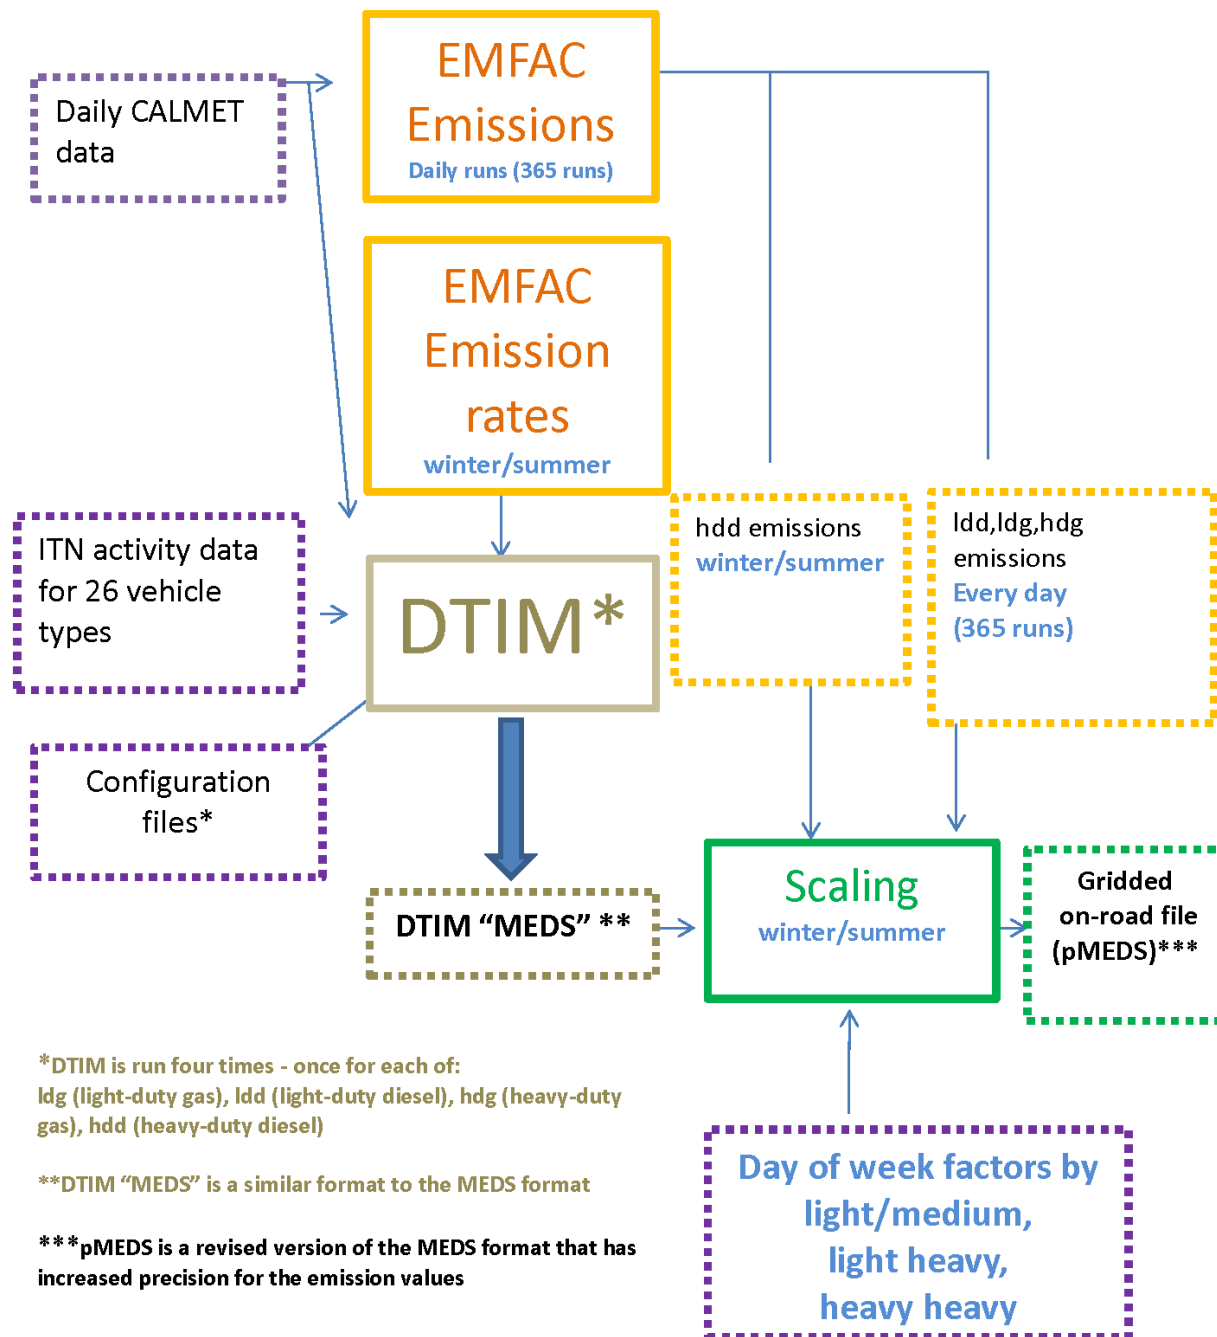 EMFAC
Emissions
Daily runs (365 runs)
Daily CALMET
data
EMFAC
Emission
rates
winter/summer
ITN activity data
for 26 vehicle
types
DTIM*
hdd emissions
winter/summer
ldd,ldg,hdg
emissions
Every day
(365 runs)
Configuration
files*
DTIM “MEDS” **
Scaling
winter/summer
Gridded
on-road file
(pMEDS)***
*DTIM is run four times - once for each of:
ldg (light-duty gas), ldd (light-duty diesel), hdg (heavy-duty
gas), hdd (heavy-duty diesel)
**DTIM “MEDS” is a similar format to the MEDS format
***pMEDS is a revised version of the MEDS format that has
increased precision for the emission values
Day of week factors by
light/medium,
light heavy,
heavy heavy